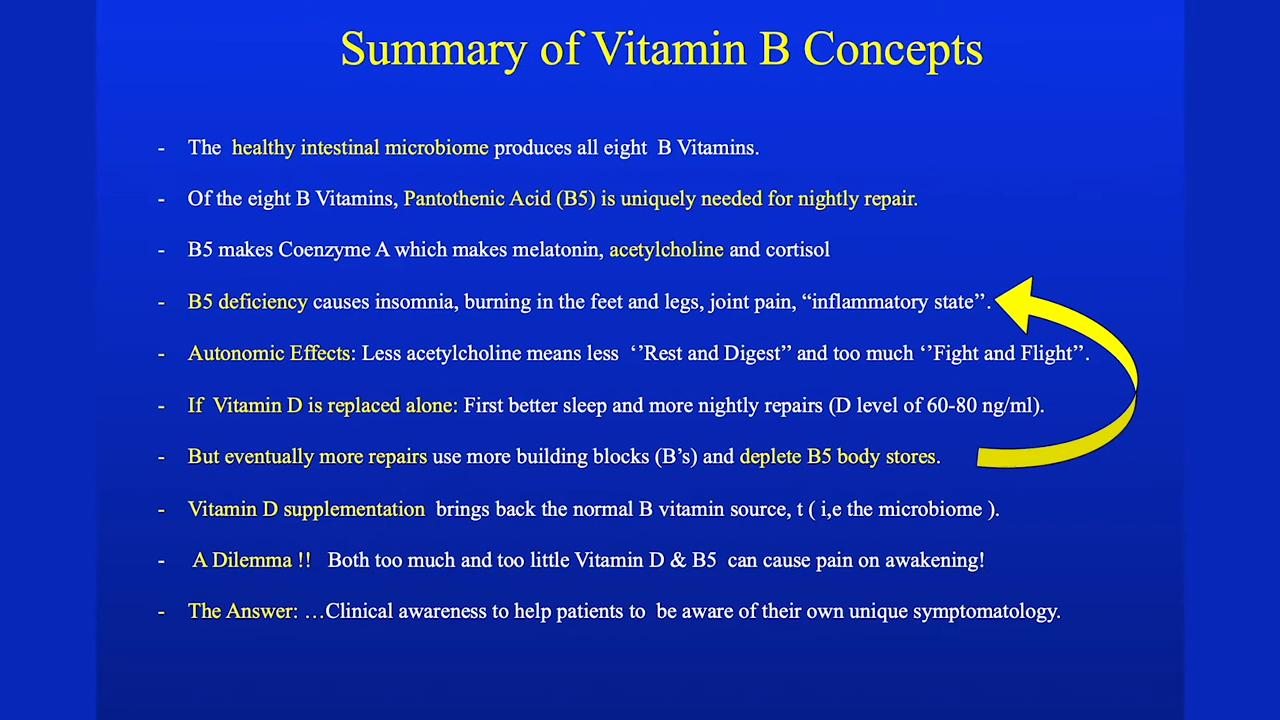 Summary of Vitamin B Concepts
- The healthy intestinal microbiome produces all eight B Vitamins.
- Of the eight B Vitamins, Pantothenic Acid (B5) is uniquely needed for nightly repair.
- B5 makes Coenzyme A which makes melatonin, acetylcholine and cortisol
- B5 deficiency causes insomnia, burning in the feet and legs, joint pain, “inflammatory state”.
- Autonomic Effects: Less acetylcholine means less ‘’Rest and Digest” and too much ‘’Fight and Flight”.
- If Vitamin D is replaced alone: First better sleep and more nightly repairs (D level of 60-80 ng/ml).
- But eventually more repairs use more building blocks (B’s) and deplete B5 body stores.
- Vitamin D supplementation brings back the normal B vitamin source, t ( i,e the microbiome ).
- A Dilemma !! Both too much and too little Vitamin D & B5 can cause pain on awakening!
- The Answer: …Clinical awareness to help patients to be aware of their own unique symptomatology.